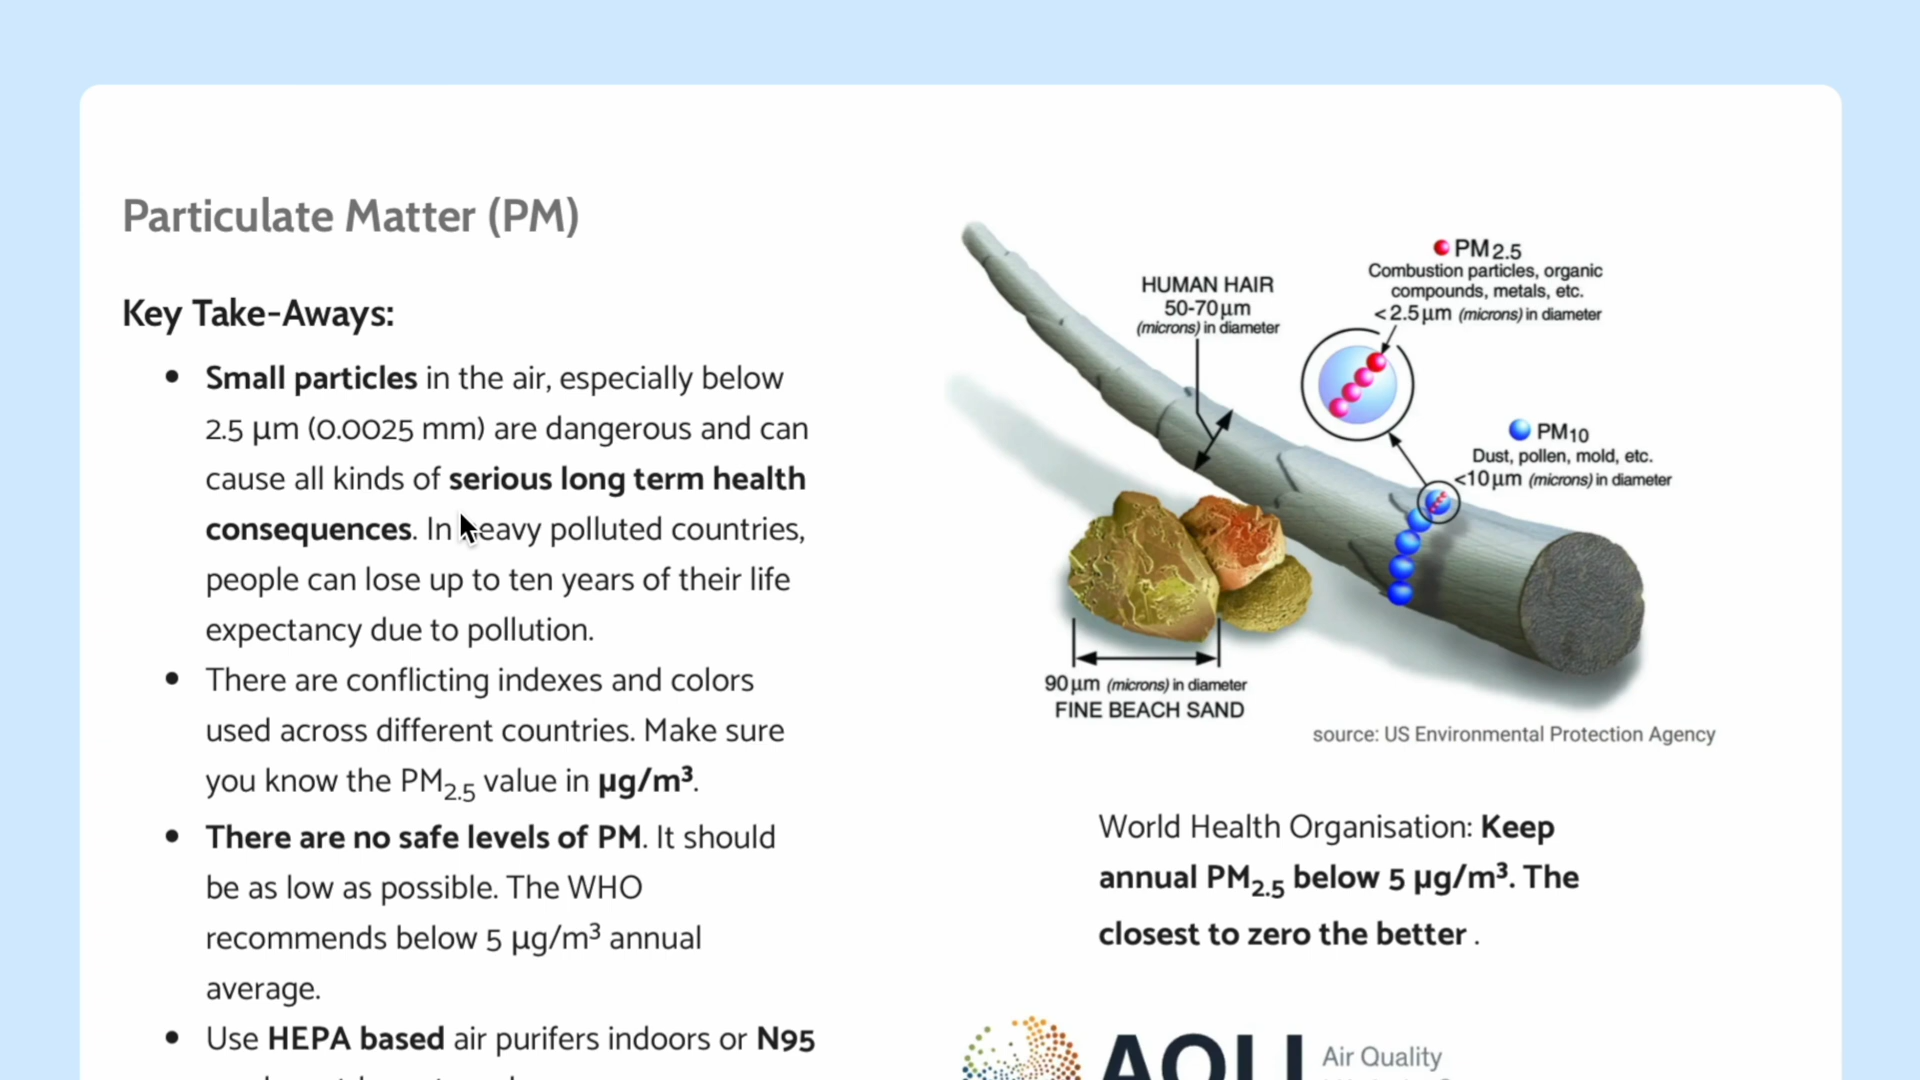 Particulate Matter (PM)
Key Take-Aways:
Small particles in the air, especially below
2.5 µm (0.0025 mm) are dangerous and can
cause all kinds of serious long term health
consequences. In heavy polluted countries,
people can lose up to ten years of their life
expectancy due to pollution.
There are conflicting indexes and colors
used across different countries. Make sure
you know the PM2.5 value in µg/m³.
There are no safe levels of PM. It should
be as low as possible. The WHO
recommends below 5 µg/m³ annual
average.
Use HEPA based air purifers indoors or N95
HUMAN HAIR
50-70µm
(microns) in diameter
PM2.5
Combustion particles, organic
compounds, metals, etc.
<2.5µm (microns) in diameter
PM10
Dust, pollen, mold, etc.
<10µm (microns) in diameter
90µm (microns) in diameter
FINE BEACH SAND
source: US Environmental Protection Agency
World Health Organisation: Keep
annual PM2.5 below 5 µg/m³. The
closest to zero the better .
AQLI
Air Quality